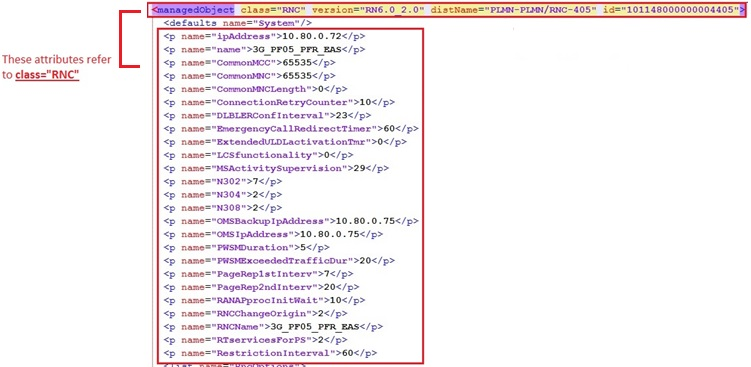 <managedObject class="RNC" version="RN6.0_2.0" distName="PLMN-PLMN/RNC-405" id="101148000000004405">
<defaults name="System"/>
These attributes refer
to class="RNC"
<p name="ipAddress">10.80.0.72</p>
<p name="name">3G_PF05_PFR_EAS</p>
<p name="CommonMCC">65535</p>
<p name="CommonMNC">65535</p>
<p name="CommonMNCLength">0</p>
<p name="ConnectionRetryCounter">10</p>
<p name="DLBLERConfInterval">23</p>
<p name="EmergencyCallRedirectTimer">60</p>
<p name="ExtendedULDLactivationTmr">0</p>
<p name="LCSfunctionality">0</p>
<p name="MSActivitySupervision">29</p>
<p name="N302">7</p>
<p name="N304">2</p>
<p name="N308">2</p>
<p name="OMSBackupIpAddress">10.80.0.75</p>
<p name="OMSIpAddress">10.80.0.75</p>
<p name="PWSMDuration">5</p>
<p name="PWSMExceededTrafficDur">20</p>
<p name="PageRep1stInterv">7</p>
<p name="PageRep2ndInterv">20</p>
<p name="RANAPprocInitWait">10</p>
<p name="RNCChangeOrigin">2</p>
<p name="RNCName">3G_PF05_PFR_EAS</p>
<p name="RTservicesForPS">2</p>
<p name="RestrictionInterval">60</p>
<list name="RncOptions">